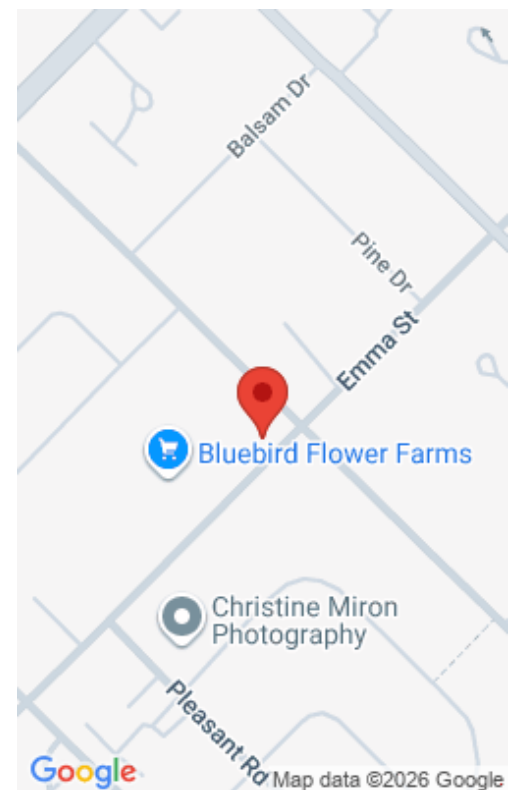 Balsam Dr
Pine Dr
Emma St
Bluebird Flower Farms
Christine Miron
Photography
Pleasant Rd
Google
Map data ©2026 Google